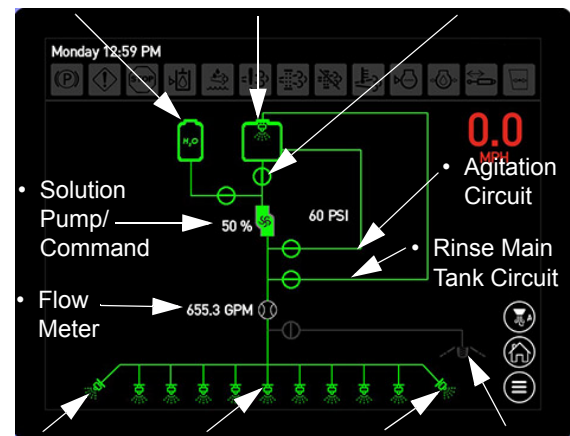 Monday 12:59 PM
STOP
H₂O
0.0
MPH
• Agitation
Circuit
• Solution
Pump/
Command
50 %
60 PSI
• Rinse Main
Tank Circuit
• Flow
Meter
655.3 GPM
A